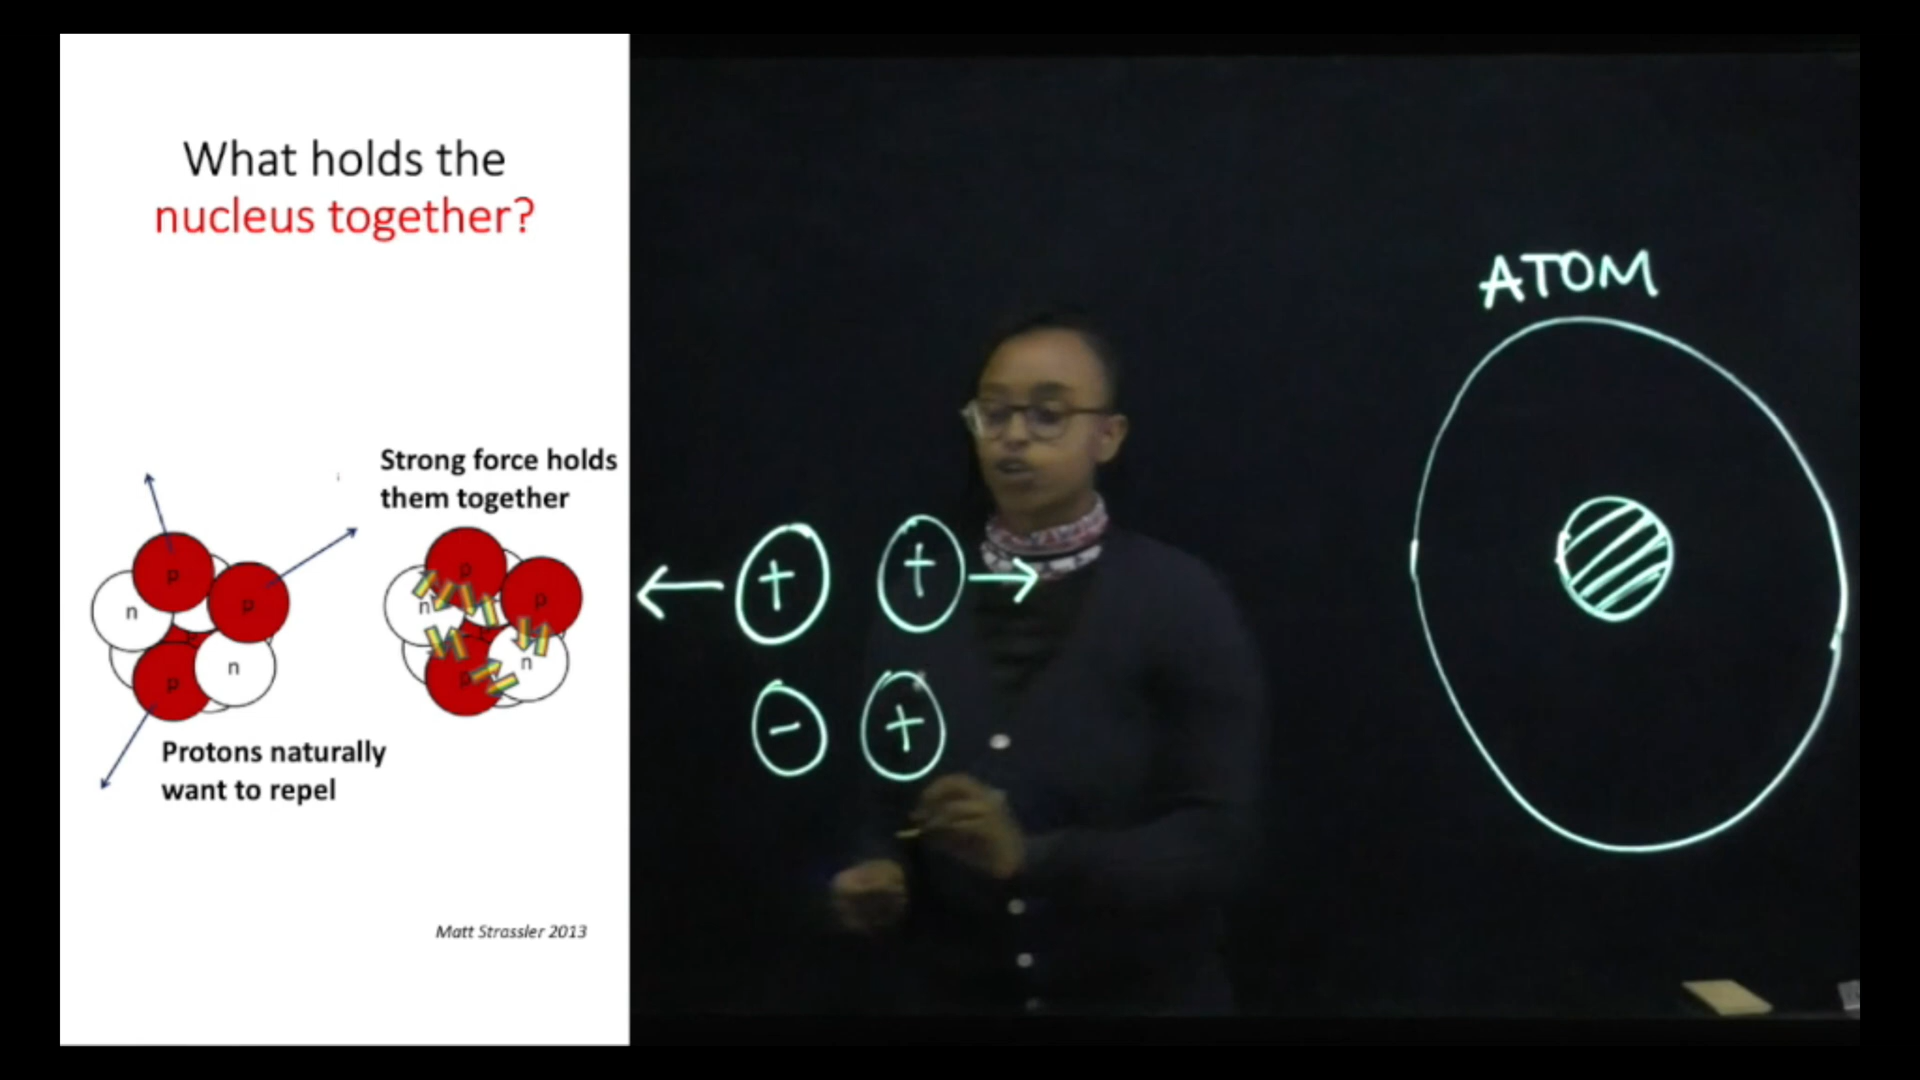 What holds the
nucleus together?
Strong force holds
them together
p
p
n
n
p
p
p
n
n
p
Protons naturally
want to repel
Matt Strassler 2013
ATOM
+ +
- +